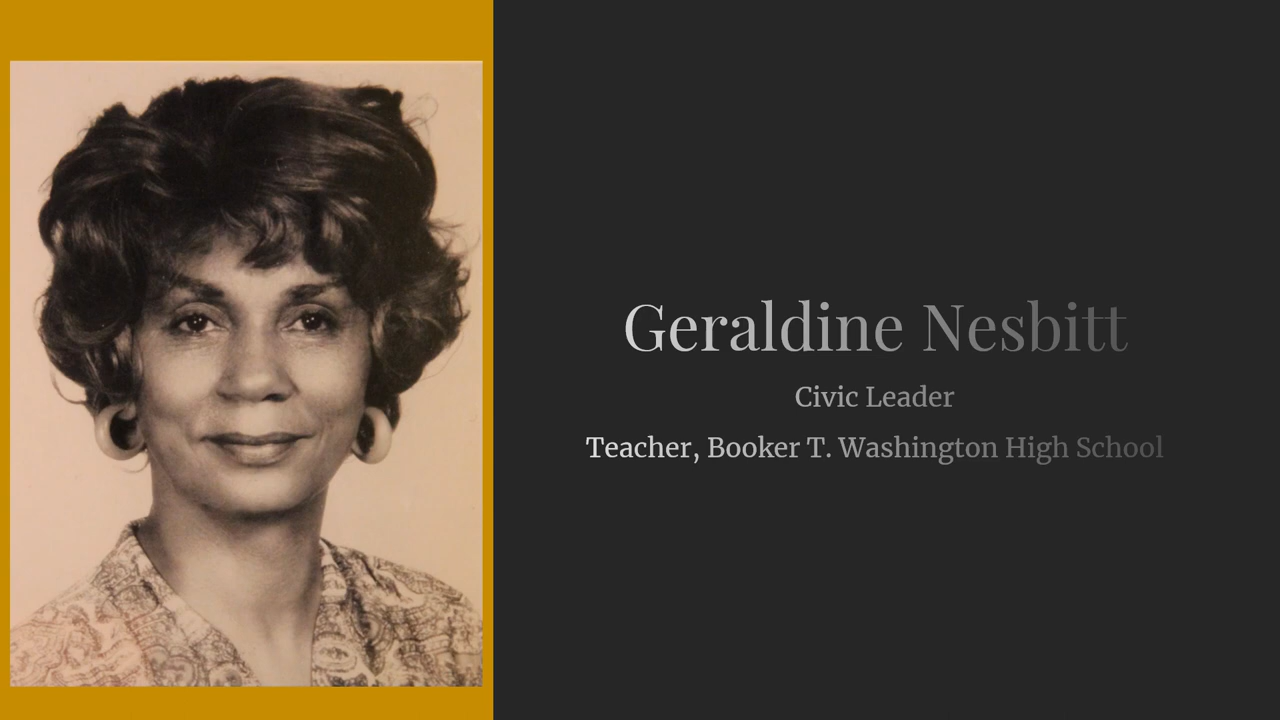 Geraldine Nesbitt
Civic Leader
Teacher, Booker T. Washington High School